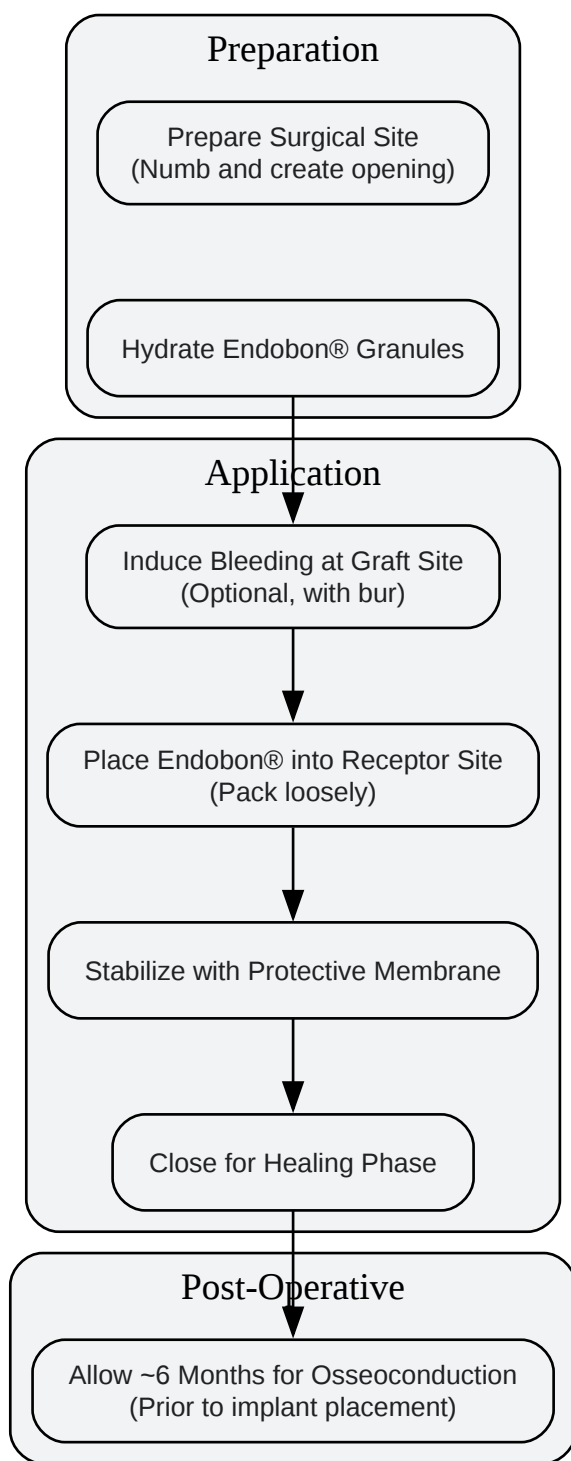 Preparation
Prepare Surgical Site
(Numb and create opening)
Hydrate Endobon® Granules
Application
Induce Bleeding at Graft Site
(Optional, with bur)
Place Endobon® into Receptor Site
(Pack loosely)
Stabilize with Protective Membrane
Close for Healing Phase
Post-Operative
Allow ~6 Months for Osseoconduction
(Prior to implant placement)